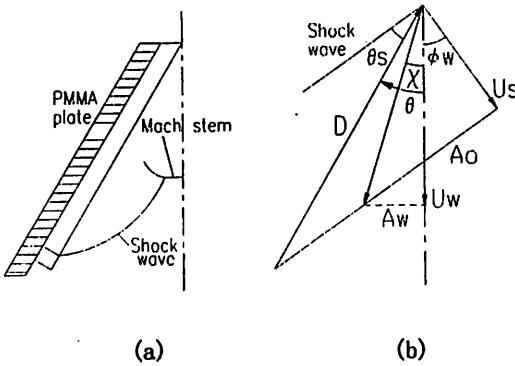 PMMA
plate
Mach stem
Shock
wave
(a)
Shock
wave
θs
ϕw
χ
θ
D
Us
Ao
Uw
Aw
(b)